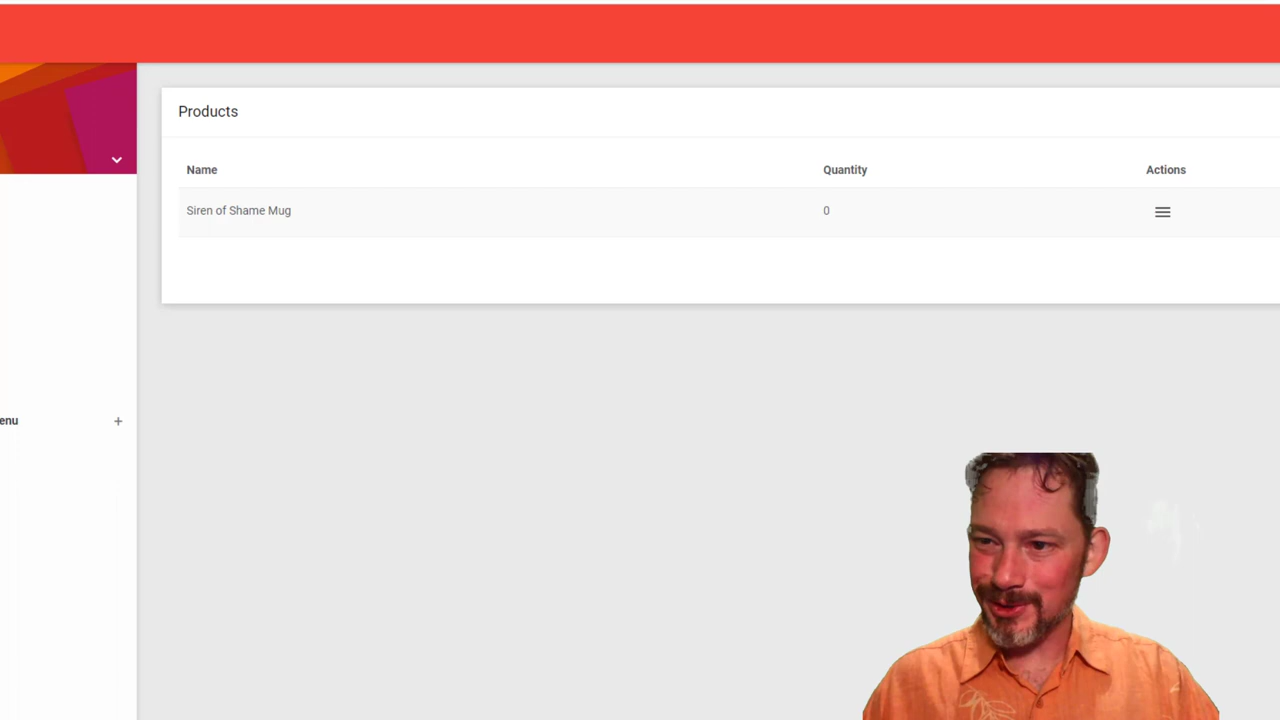 Products
Name Quantity Actions
Siren of Shame Mug 0
enu +